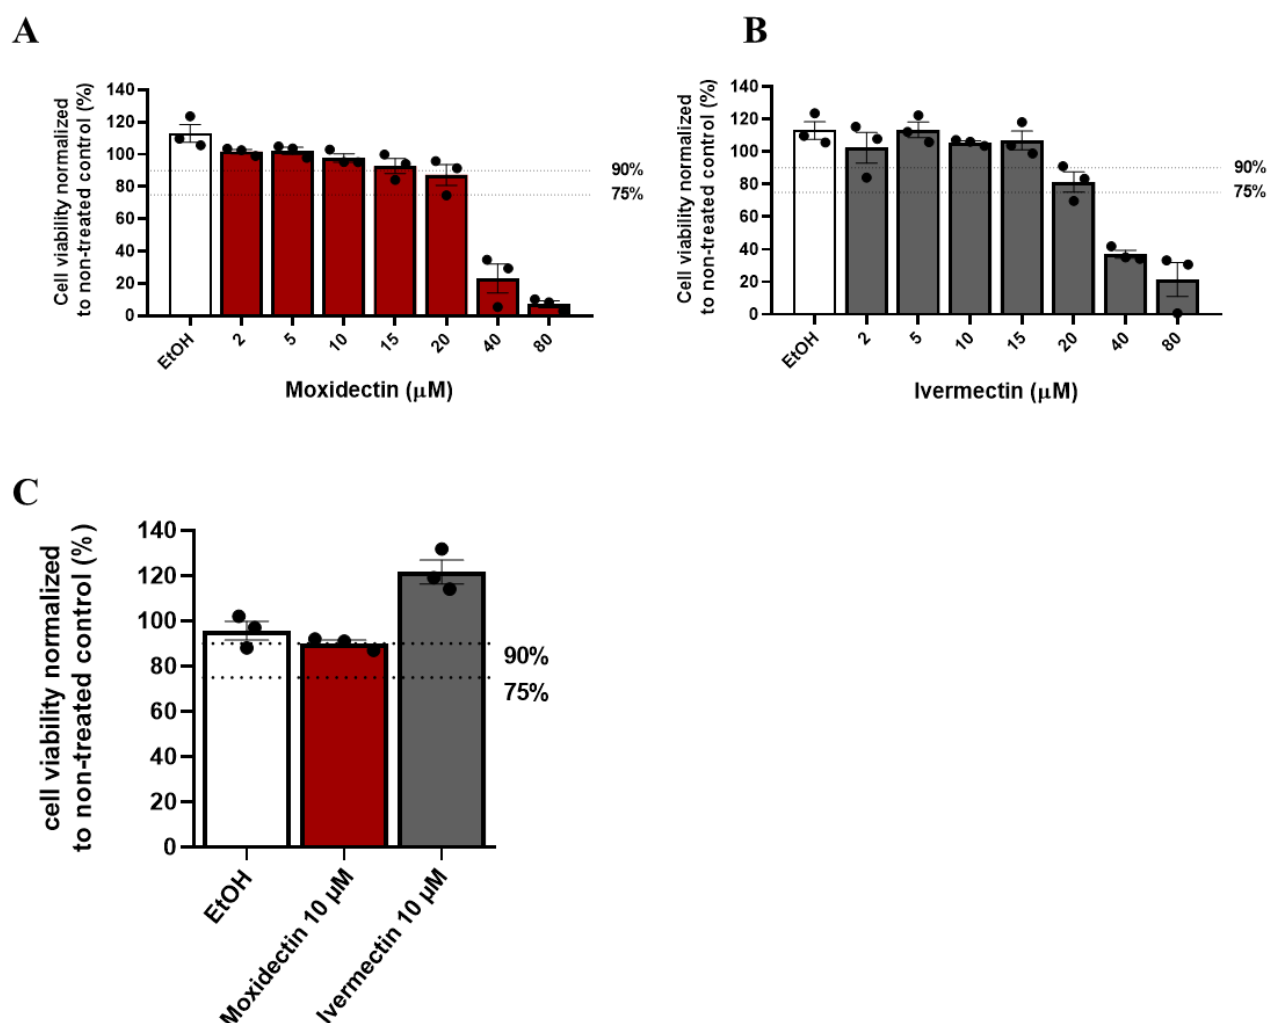 A
Cell viability normalized
to non-treated control (%)
140
120
100
80
60
40
20
0
90%
75%
EtOH
2
5
10
15
20
40
80
Moxidectin (μM)
B
Cell viability normalized
to non-treated control (%)
140
120
100
80
60
40
20
0
90%
75%
EtOH
2
5
10
15
20
40
80
Ivermectin (μM)
C
cell viability normalized
to non-treated control (%)
140
120
100
80
60
40
20
0
90%
75%
EtOH
Moxidectin 10 μM
Ivermectin 10 μM